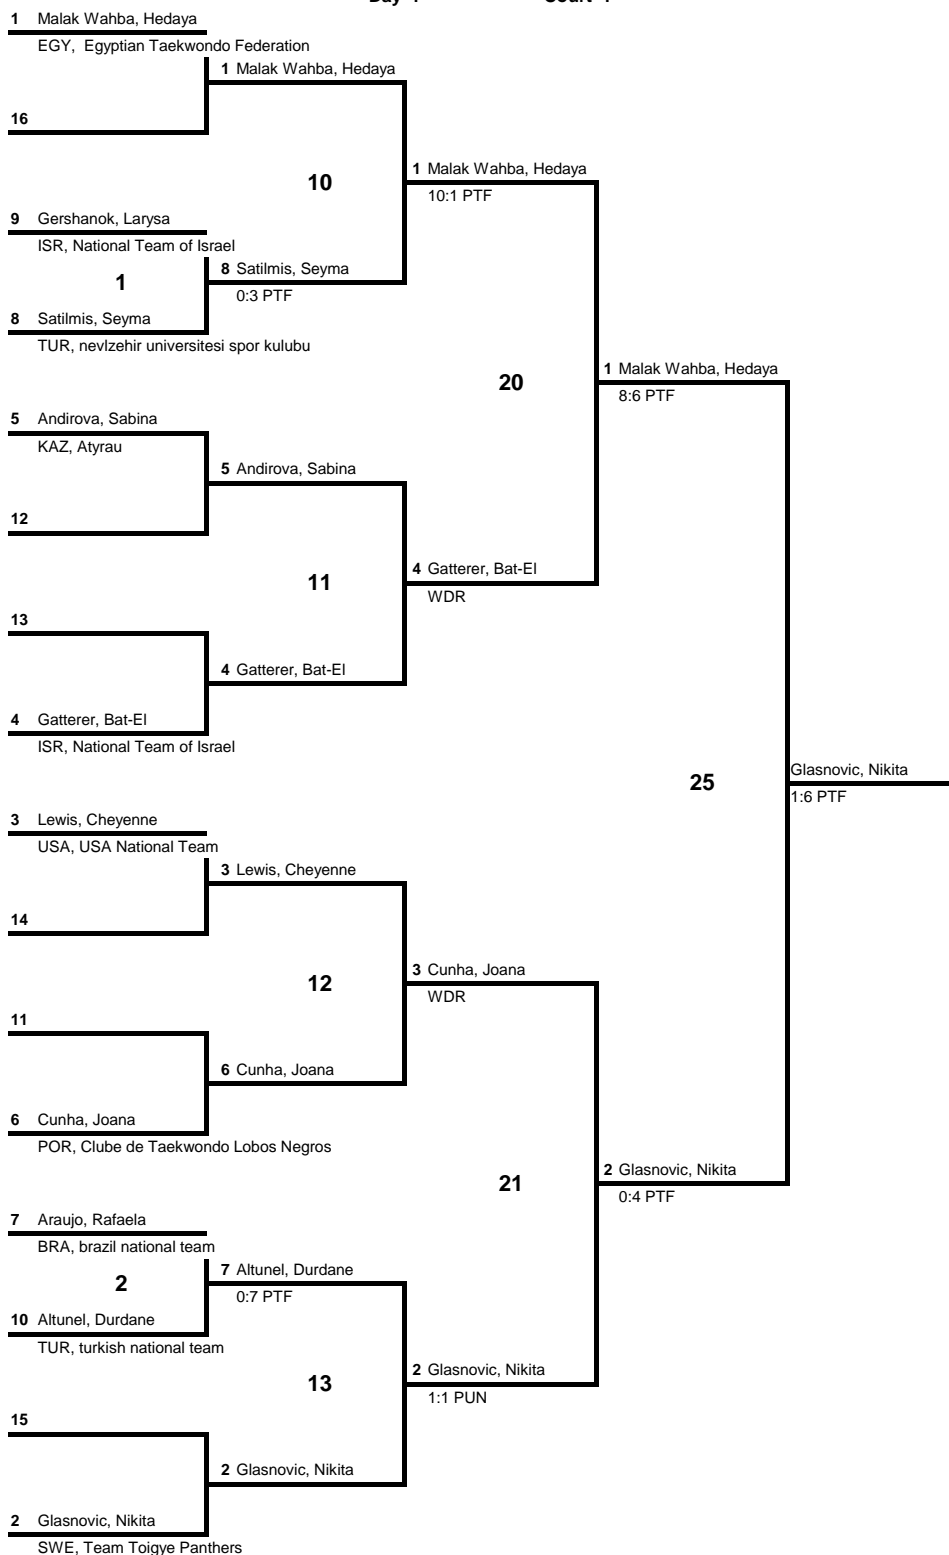 1 Malak Wahba, Hedaya
EGY, Egyptian Taekwondo Federation
1 Malak Wahba, Hedaya
16
10
1 Malak Wahba, Hedaya
10:1 PTF
9 Gershanok, Larysa
ISR, National Team of Israel
1
8 Satilmis, Seyma
0:3 PTF
8 Satilmis, Seyma
TUR, nevlzehir universitesi spor kulubu
20
1 Malak Wahba, Hedaya
8:6 PTF
5 Andirova, Sabina
KAZ, Atyrau
5 Andirova, Sabina
12
11
4 Gatterer, Bat-El
WDR
13
4 Gatterer, Bat-El
4 Gatterer, Bat-El
ISR, National Team of Israel
25
Glasnovic, Nikita
1:6 PTF
3 Lewis, Cheyenne
USA, USA National Team
3 Lewis, Cheyenne
14
12
3 Cunha, Joana
WDR
11
6 Cunha, Joana
6 Cunha, Joana
POR, Clube de Taekwondo Lobos Negros
21
2 Glasnovic, Nikita
0:4 PTF
7 Araujo, Rafaela
BRA, brazil national team
2
7 Altunel, Durdane
0:7 PTF
10 Altunel, Durdane
TUR, turkish national team
13
2 Glasnovic, Nikita
1:1 PUN
15
2 Glasnovic, Nikita
2 Glasnovic, Nikita
SWE, Team Toigye Panthers